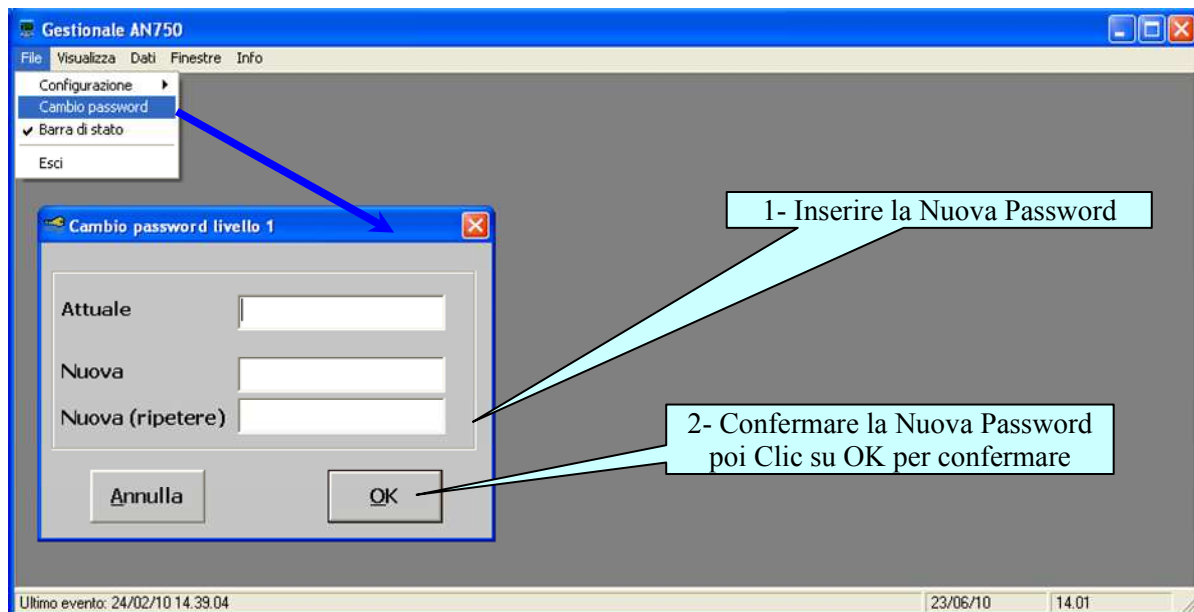 Gestionale AN750
File Visualizza Dati Finestre Info
Configurazione
Cambio password
Barra di stato
Esci
1- Inserire la Nuova Password
Cambio password livello 1
Attuale
Nuova
Nuova (ripetere)
2- Confermare la Nuova Password
poi Clic su OK per confermare
Annulla OK
Ultimo evento: 24/02/10 14.39.04 23/06/10 14.01